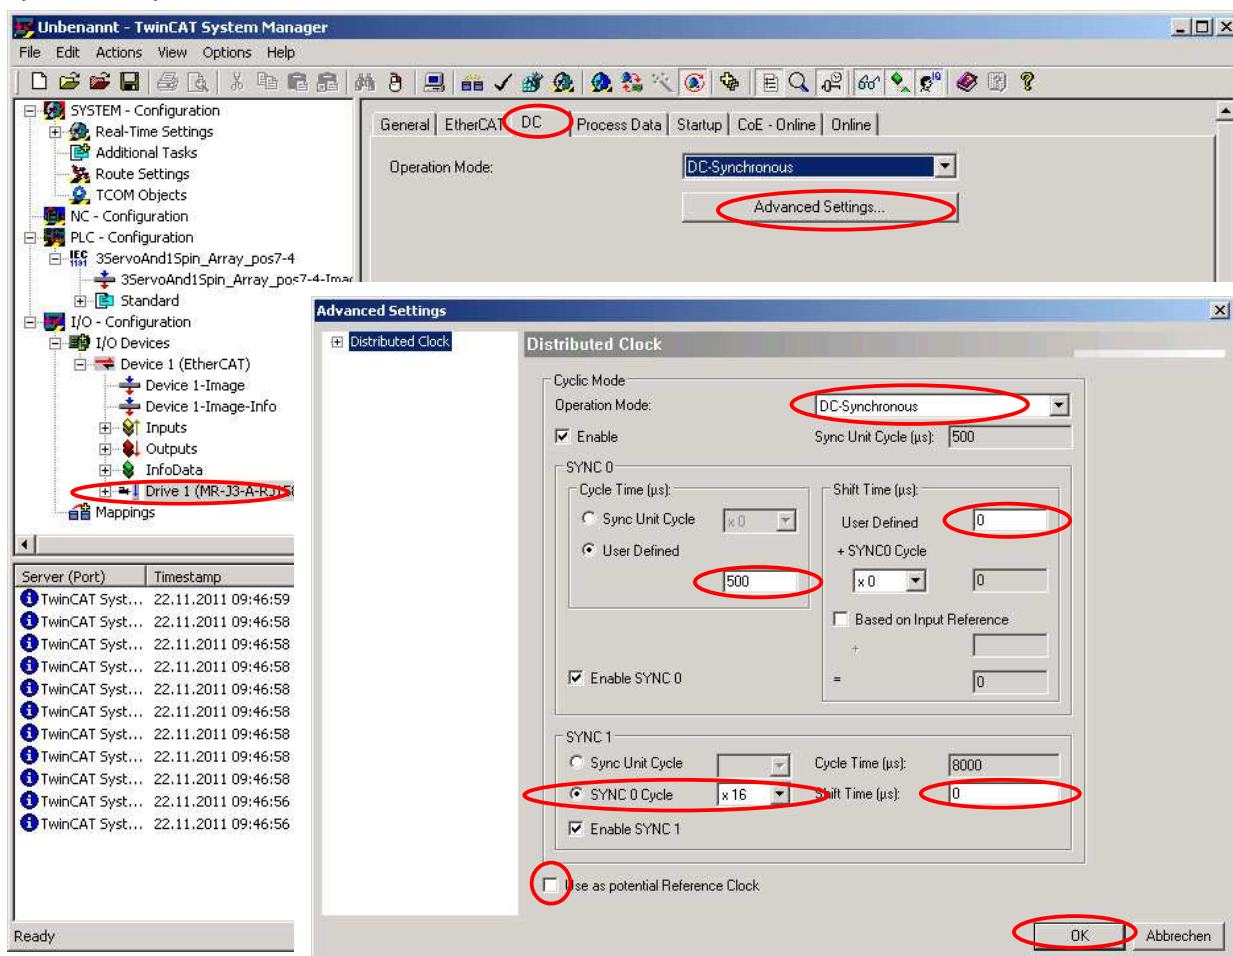 Unbenannt - TwinCAT System Manager
File Edit Actions View Options Help
SYSTEM - Configuration
Real-Time Settings
Additional Tasks
Route Settings
TCOM Objects
NC - Configuration
PLC - Configuration
3ServoAnd1Spin_Array_pos7-4
3ServoAnd1Spin_Array_pos7-4-Imag
Standard
I/O - Configuration
I/O Devices
Device 1 (EtherCAT)
Device 1-Image
Device 1-Image-Info
Inputs
Outputs
InfoData
Drive 1 (MR-J3-A-RJ158
Mappings
General EtherCAT DC Process Data Startup CoE - Online Online
Operation Mode: DC-Synchronous
Advanced Settings...
Server (Port) Timestamp
TwinCAT Syst... 22.11.2011 09:46:59
TwinCAT Syst... 22.11.2011 09:46:58
TwinCAT Syst... 22.11.2011 09:46:58
TwinCAT Syst... 22.11.2011 09:46:58
TwinCAT Syst... 22.11.2011 09:46:58
TwinCAT Syst... 22.11.2011 09:46:58
TwinCAT Syst... 22.11.2011 09:46:58
TwinCAT Syst... 22.11.2011 09:46:58
TwinCAT Syst... 22.11.2011 09:46:58
TwinCAT Syst... 22.11.2011 09:46:56
TwinCAT Syst... 22.11.2011 09:46:56
Ready
Advanced Settings
Distributed Clock
Distributed Clock
Cyclic Mode
Operation Mode: DC-Synchronous
Enable Sync Unit Cycle (µs): 500
SYNC 0
Cycle Time (µs): Shift Time (µs):
Sync Unit Cycle x 0 User Defined 0
User Defined + SYNC0 Cycle
500 x 0 0
Based on Input Reference
+
Enable SYNC 0 = 0
SYNC 1
Sync Unit Cycle Cycle Time (µs): 8000
SYNC 0 Cycle x 16 Shift Time (µs): 0
Enable SYNC 1
Use as potential Reference Clock
OK Abbrechen